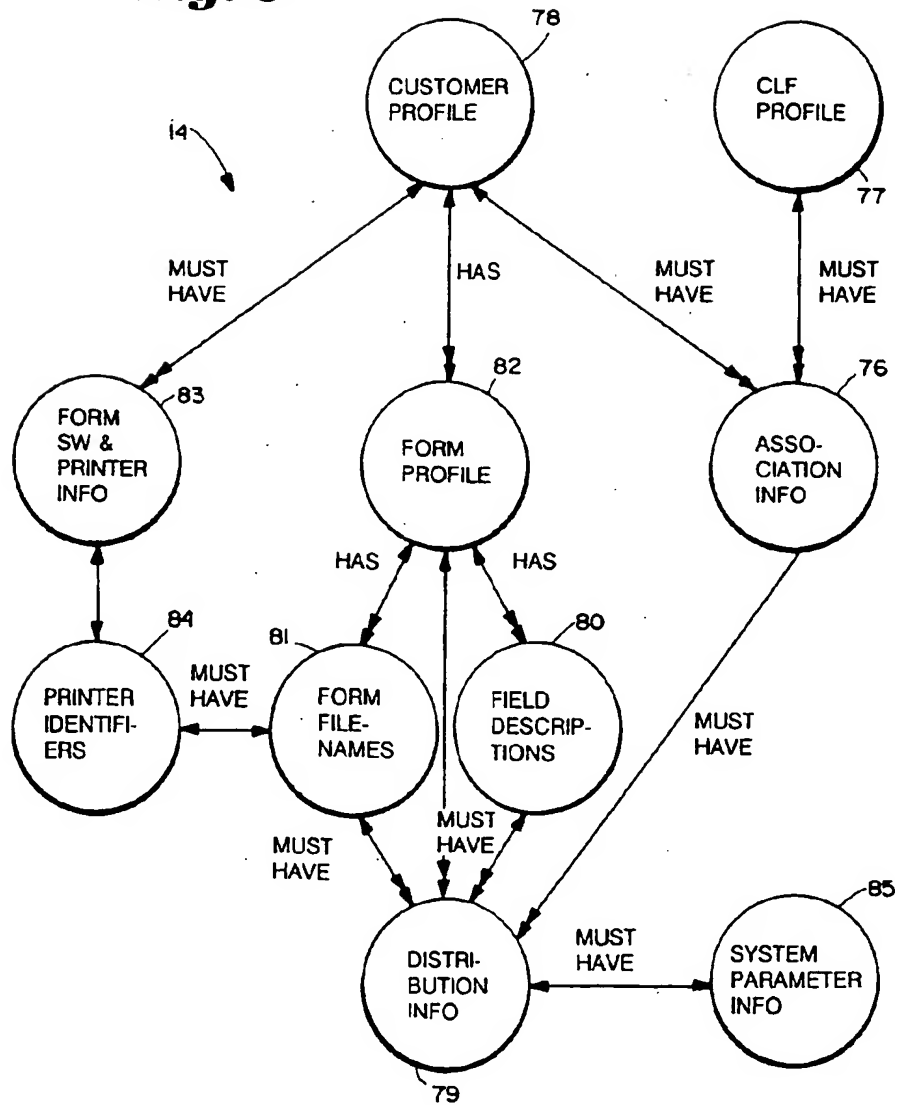 78
CUSTOMER
PROFILE
CLF
PROFILE
77
14
MUST
HAVE
HAS
MUST
HAVE
MUST
HAVE
83
FORM
SW &
PRINTER
INFO
82
FORM
PROFILE
76
ASSO-
CIATION
INFO
HAS
HAS
84
PRINTER
IDENTIFI-
ERS
MUST
HAVE
81
FORM
FILE-
NAMES
80
FIELD
DESCRIP-
TIONS
MUST
HAVE
MUST
HAVE
MUST
HAVE
DISTRI-
BUTION
INFO
79
MUST
HAVE
85
SYSTEM
PARAMETER
INFO